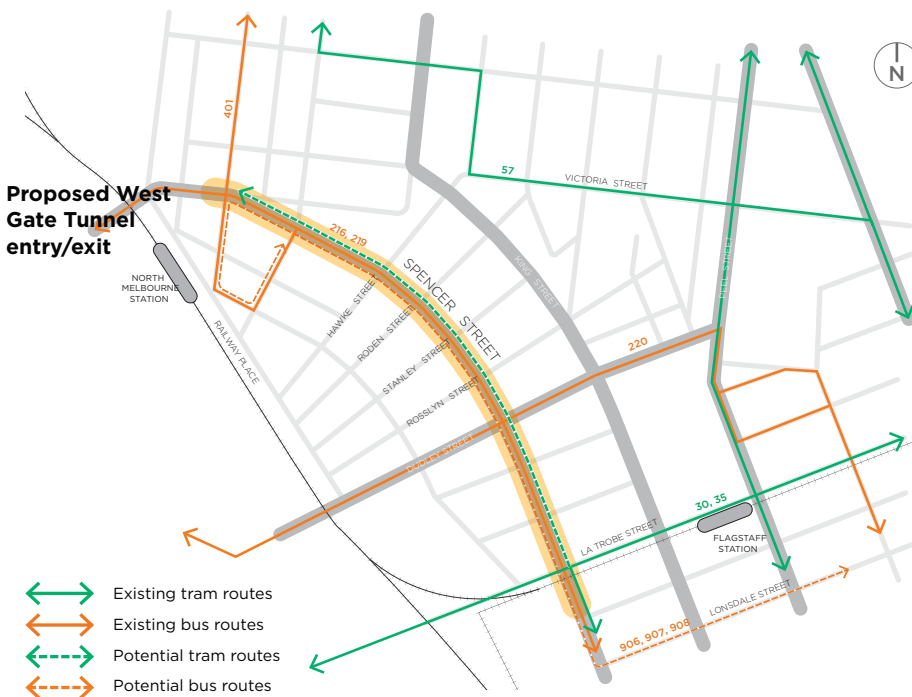 401
N
57
VICTORIA STREET
Proposed West
Gate Tunnel
entry/exit
216, 219
SPENCER STREET
KING STREET
NORTH
MELBOURNE
STATION
HAWKE STREET
RODEN STREET
STANLEY STREET
ROSSLYN STREET
RAILWAY PLACE
220
DUDLEY STREET
30, 35
LA TROBE STREET
FLAGSTAFF
STATION
LONSDALE STREET
906, 907, 908
Existing tram routes
Existing bus routes
Potential tram routes
Potential bus routes